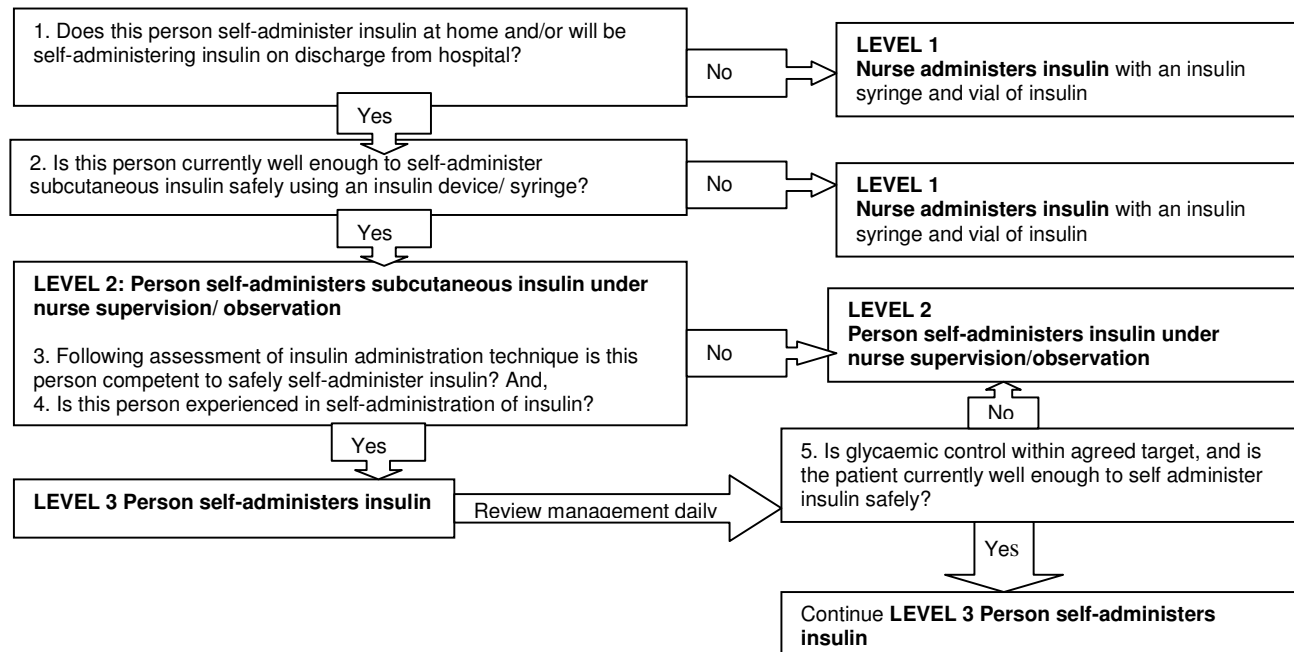 1. Does this person self-administer insulin at home and/or will be
self-administering insulin on discharge from hospital?
No
LEVEL 1
Nurse administers insulin with an insulin
syringe and vial of insulin
Yes
2. Is this person currently well enough to self-administer
subcutaneous insulin safely using an insulin device/ syringe?
No
LEVEL 1
Nurse administers insulin with an insulin
syringe and vial of insulin
Yes
LEVEL 2: Person self-administers subcutaneous insulin under
nurse supervision/ observation
3. Following assessment of insulin administration technique is this
person competent to safely self-administer insulin? And,
4. Is this person experienced in self-administration of insulin?
No
LEVEL 2
Person self-administers insulin under
nurse supervision/observation
Yes
LEVEL 3 Person self-administers insulin
Review management daily
5. Is glycaemic control within agreed target, and is
the patient currently well enough to self administer
insulin safely?
No
Yes
Continue LEVEL 3 Person self-administers
insulin